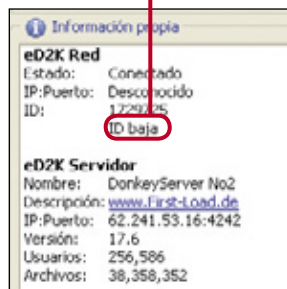 Información propia
eD2K Red
Estado: Conectado
IP:Puerto: Desconocido
ID: 1729725
ID baja
eD2K Servidor
Nombre: DonkeyServer No2
Descripción: www.First-Load.de
IP:Puerto: 62.241.53.16:4242
Versión: 17.6
Usuarios: 256,586
Archivos: 38,358,352